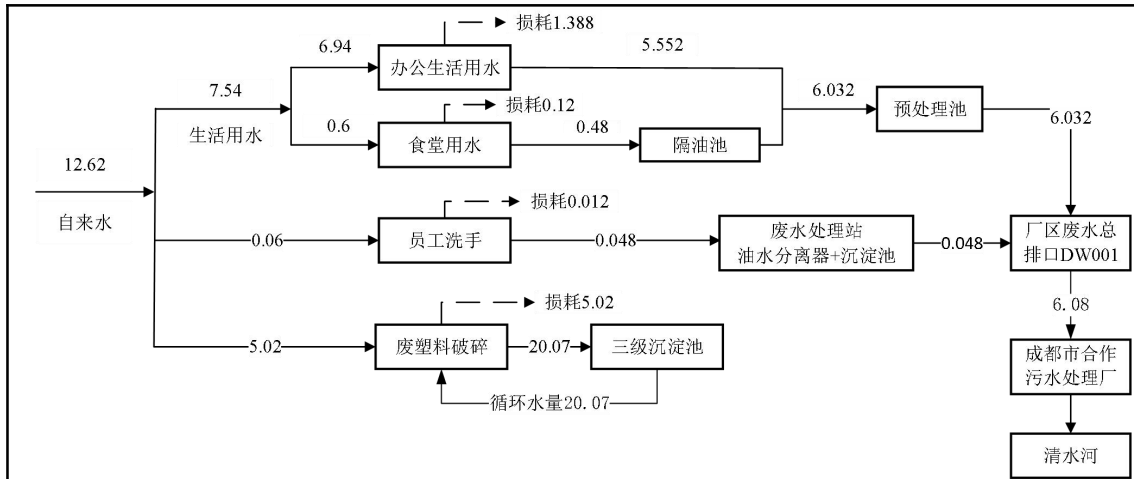 损耗1.388
6.94
办公生活用水
5.552
7.54
生活用水
损耗0.12
6.032
预处理池
6.032
0.6
食堂用水
0.48
隔油池
12.62
自来水
损耗0.012
0.06
员工洗手
0.048
废水处理站
油水分离器+沉淀池
0.048
厂区废水总
排口DW001
6.08
损耗5.02
5.02
废塑料破碎
20.07
三级沉淀池
循环水量20.07
成都市合作
污水处理厂
清水河